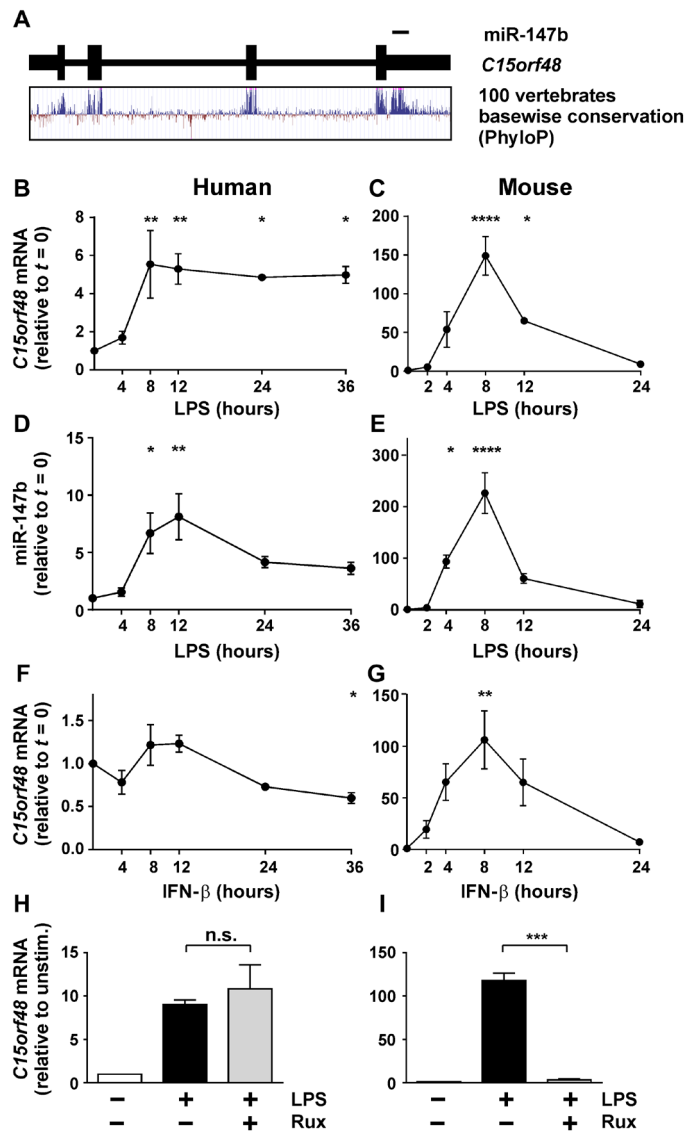 A
miR-147b
C15orf48
100 vertebrates
basewise conservation
(PhyloP)
Human
Mouse
B
C15orf48 mRNA
(relative to t = 0)
8
6
4
2
0
** ** * *
4 8 12 24 36
LPS (hours)
C
200
150
100
50
0
**** *
2 4 8 12 24
LPS (hours)
D
miR-147b
(relative to t = 0)
15
10
5
0
* **
4 8 12 24 36
LPS (hours)
E
300
200
100
0
* ****
2 4 8 12 24
LPS (hours)
F
C15orf48 mRNA
(relative to t = 0)
1.5
1.0
0.5
0.0
*
4 8 12 24 36
IFN-β (hours)
G
150
100
50
0
**
2 4 8 12 24
IFN-β (hours)
H
C15orf48 mRNA
(relative to unstim.)
15
10
5
0
n.s.
– + + LPS
– – + Rux
I
150
100
50
0
***
– + + LPS
– – + Rux